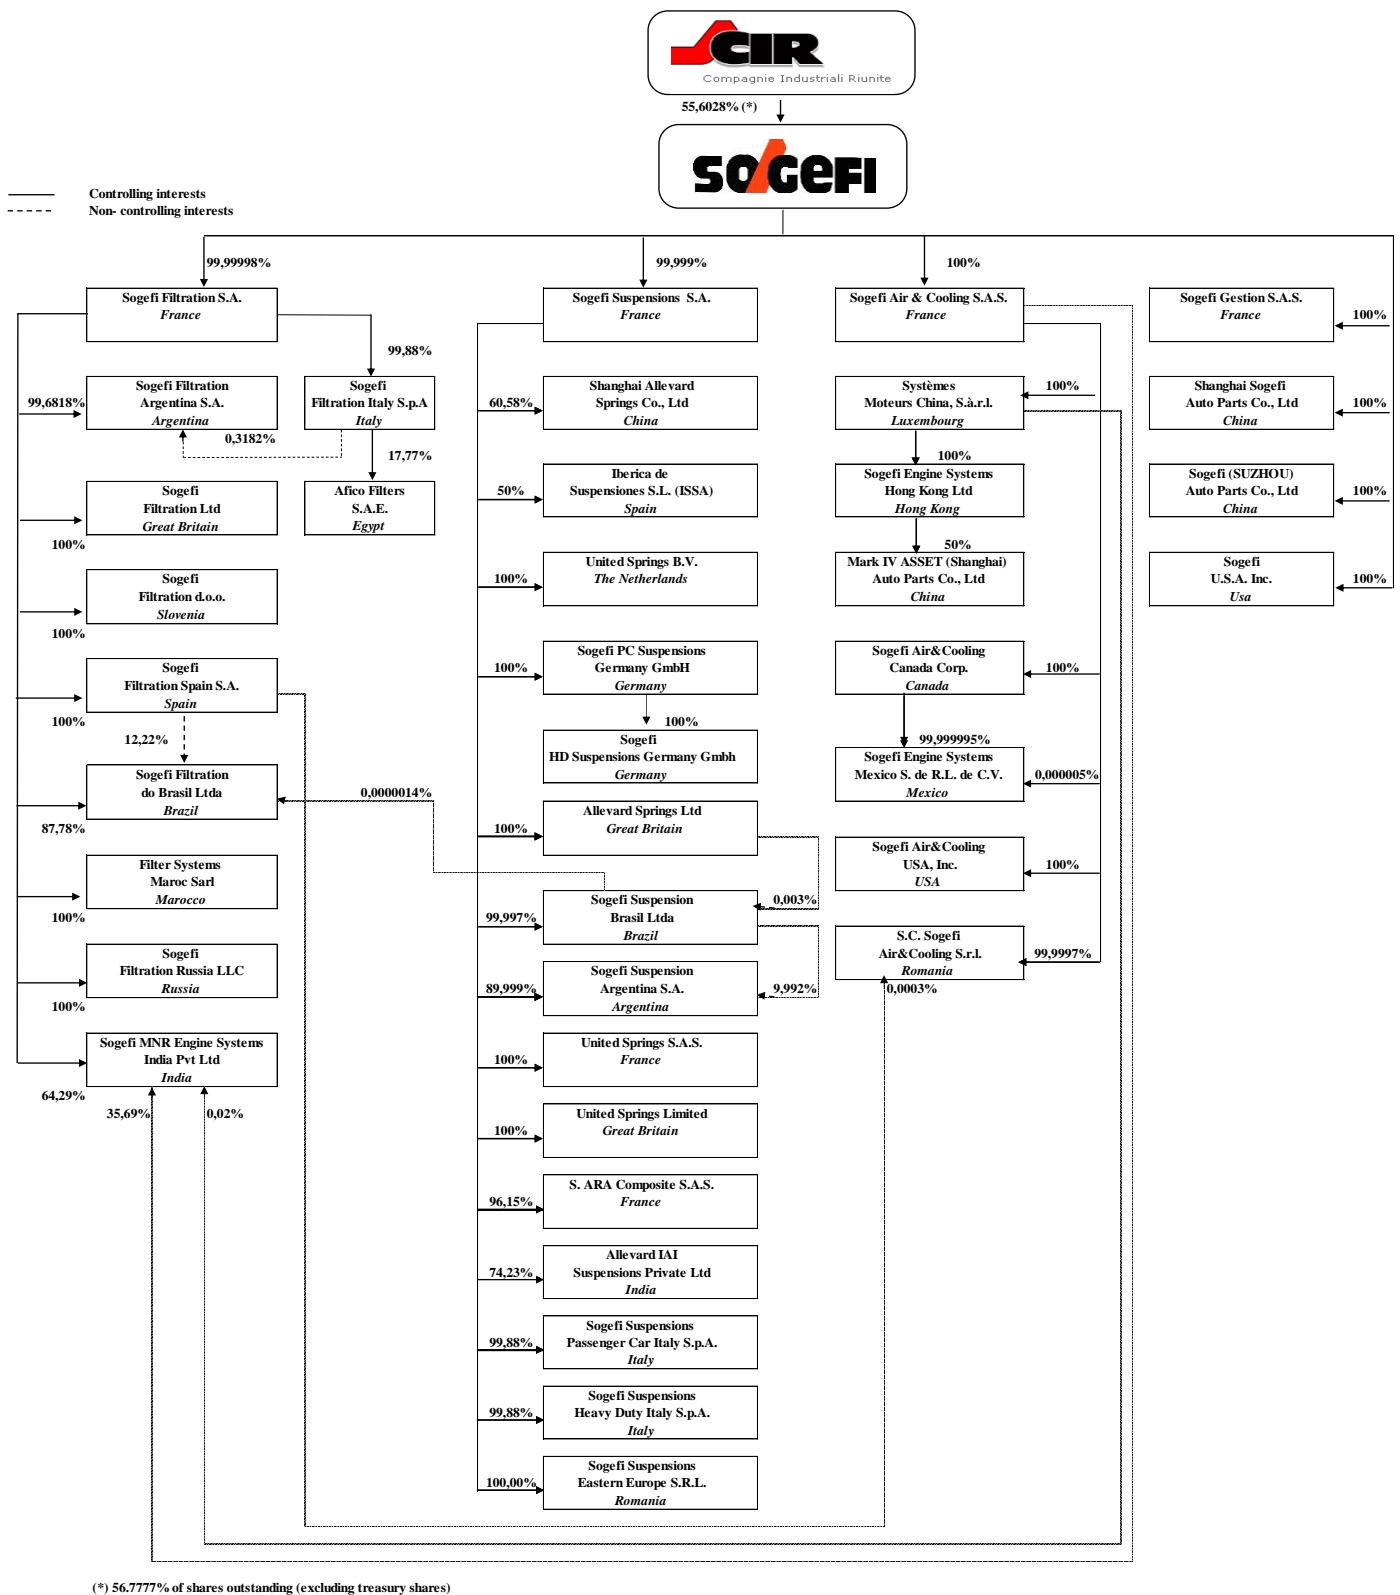 CIR
Compagnie Industriali Riunite
55,6028% (*)
SOGEFI
Controlling interests
Non- controlling interests
99,99998%
99,999%
100%
Sogefi Filtration S.A.
France
Sogefi Suspensions S.A.
France
Sogefi Air & Cooling S.A.S.
France
Sogefi Gestion S.A.S.
France
100%
99,88%
99,6818%
Sogefi Filtration
Argentina S.A.
Argentina
Sogefi
Filtration Italy S.p.A
Italy
60,58%
Shanghai Allevard
Springs Co., Ltd
China
Systèmes
Moteurs China, S.à.r.l.
Luxembourg
100%
Shanghai Sogefi
Auto Parts Co., Ltd
China
100%
0,3182%
17,77%
100%
Sogefi
Filtration Ltd
Great Britain
100%
Afico Filters
S.A.E.
Egypt
50%
Iberica de
Suspensiones S.L. (ISSA)
Spain
Sogefi Engine Systems
Hong Kong Ltd
Hong Kong
Sogefi (SUZHOU)
Auto Parts Co., Ltd
China
100%
50%
Sogefi
Filtration d.o.o.
Slovenia
100%
100%
United Springs B.V.
The Netherlands
Mark IV ASSET (Shanghai)
Auto Parts Co., Ltd
China
Sogefi
U.S.A. Inc.
Usa
100%
Sogefi
Filtration Spain S.A.
Spain
100%
100%
Sogefi PC Suspensions
Germany GmbH
Germany
Sogefi Air&Cooling
Canada Corp.
Canada
100%
12,22%
100%
99,999995%
Sogefi
HD Suspensions Germany Gmbh
Germany
Sogefi Engine Systems
Mexico S. de R.L. de C.V.
Mexico
0,000005%
Sogefi Filtration
do Brasil Ltda
Brazil
87,78%
0,0000014%
100%
Allevard Springs Ltd
Great Britain
Sogefi Air&Cooling
USA, Inc.
USA
100%
Filter Systems
Maroc Sarl
Marocco
100%
99,997%
Sogefi Suspension
Brasil Ltda
Brazil
0,003%
S.C. Sogefi
Air&Cooling S.r.l.
Romania
99,9997%
0,0003%
Sogefi
Filtration Russia LLC
Russia
100%
89,999%
Sogefi Suspension
Argentina S.A.
Argentina
9,992%
Sogefi MNR Engine Systems
India Pvt Ltd
India
64,29%
35,69%
0,02%
100%
United Springs S.A.S.
France
100%
United Springs Limited
Great Britain
96,15%
S. ARA Composite S.A.S.
France
74,23%
Allevard IAI
Suspensions Private Ltd
India
99,88%
Sogefi Suspensions
Passenger Car Italy S.p.A.
Italy
99,88%
Sogefi Suspensions
Heavy Duty Italy S.p.A.
Italy
100,00%
Sogefi Suspensions
Eastern Europe S.R.L.
Romania
(*) 56.7777% of shares outstanding (excluding treasury shares)